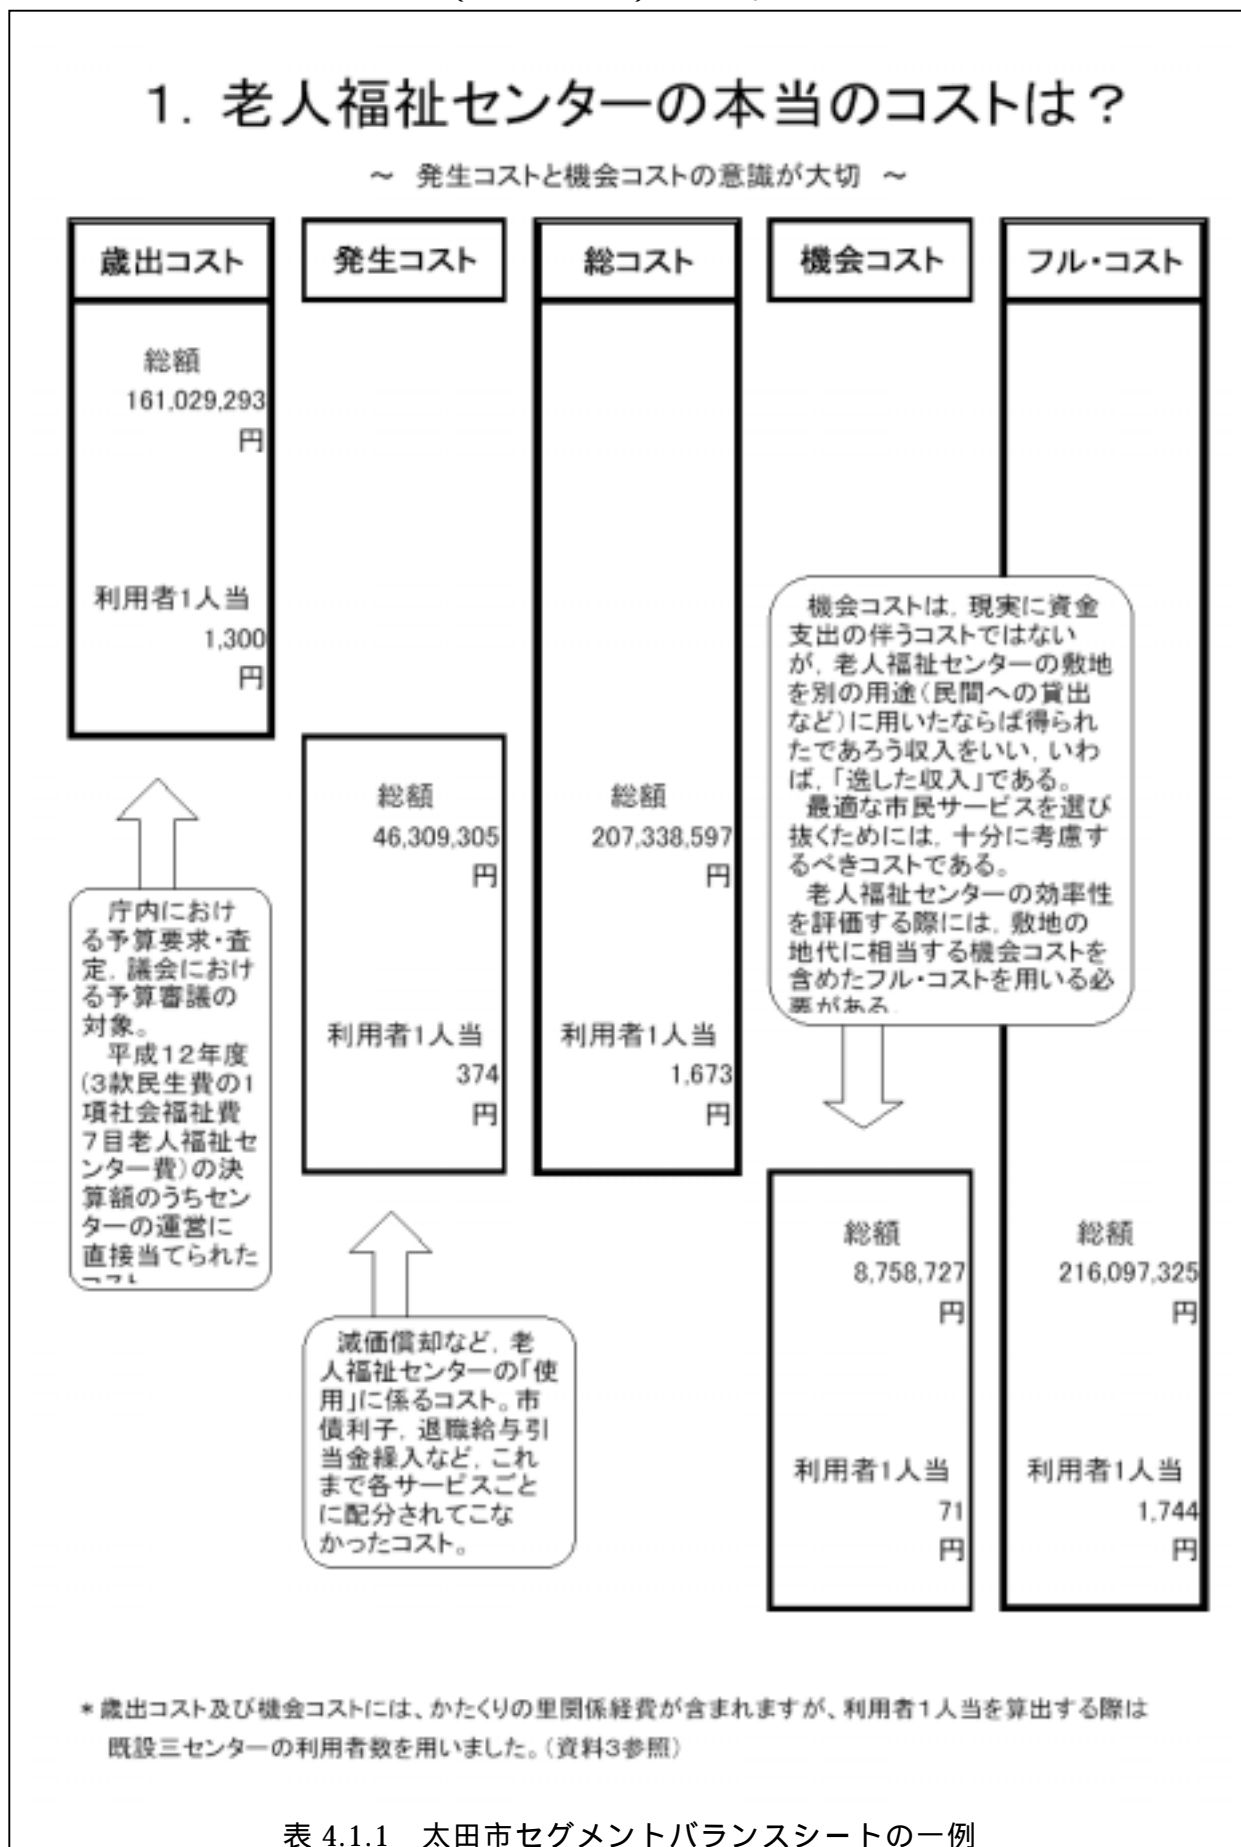 1. 老人福祉センターの本当のコストは？
～ 発生コストと機会コストの意識が大切 ～
歳出コスト
総額
161,029,293
円
利用者1人当
1,300
円
庁内におけ
る予算要求・査
定, 議会におけ
る予算審議の
対象。
平成12年度
(3款民生費の1
項社会福祉費
7目老人福祉セ
ンター費)の決
算額のうちセン
ターの運営に
直接当てられた
コスト
発生コスト
総額
46,309,305
円
利用者1人当
374
円
減価償却など, 老
人福祉センターの「使
用」に係るコスト。市
債利子, 退職給与引
当金繰入など, これ
まで各サービスごと
に配分されてこな
かったコスト。
総コスト
総額
207,338,597
円
利用者1人当
1,673
円
機会コスト
機会コストは, 現実に資金
支出の伴うコストではない
が, 老人福祉センターの敷地
を別の用途(民間への貸出
など)に用いたならば得られ
たであろう収入をいい, いわ
ば, 「逸した収入」である。
最適な市民サービスを選び
抜くためには, 十分に考慮す
るべきコストである。
老人福祉センターの効率性
を評価する際には, 敷地の
地代に相当する機会コストを
含めたフル・コストを用いる必
要がある。
総額
8,758,727
円
利用者1人当
71
円
フル・コスト
総額
216,097,325
円
利用者1人当
1,744
円
* 歳出コスト及び機会コストには、かたくりの里関係経費が含まれますが、利用者1人当を算出する際は
既設三センターの利用者数を用いました。(資料3参照)
表 4.1.1 太田市セグメントバランスシートの一例